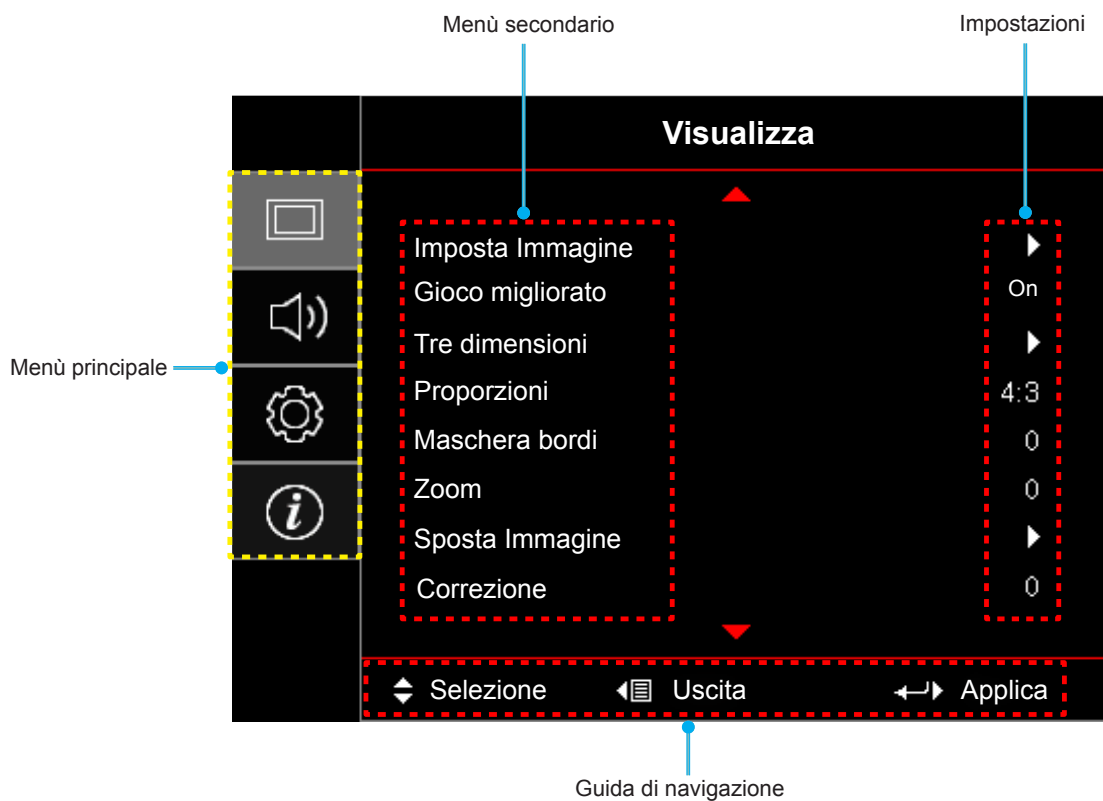 Menù secondario
Impostazioni
Visualizza
Imposta Immagine
Gioco migliorato On
Tre dimensioni
Menù principale
Proporzioni 4:3
Maschera bordi 0
Zoom 0
Sposta Immagine
Correzione 0
Selezione Uscita Applica
Guida di navigazione